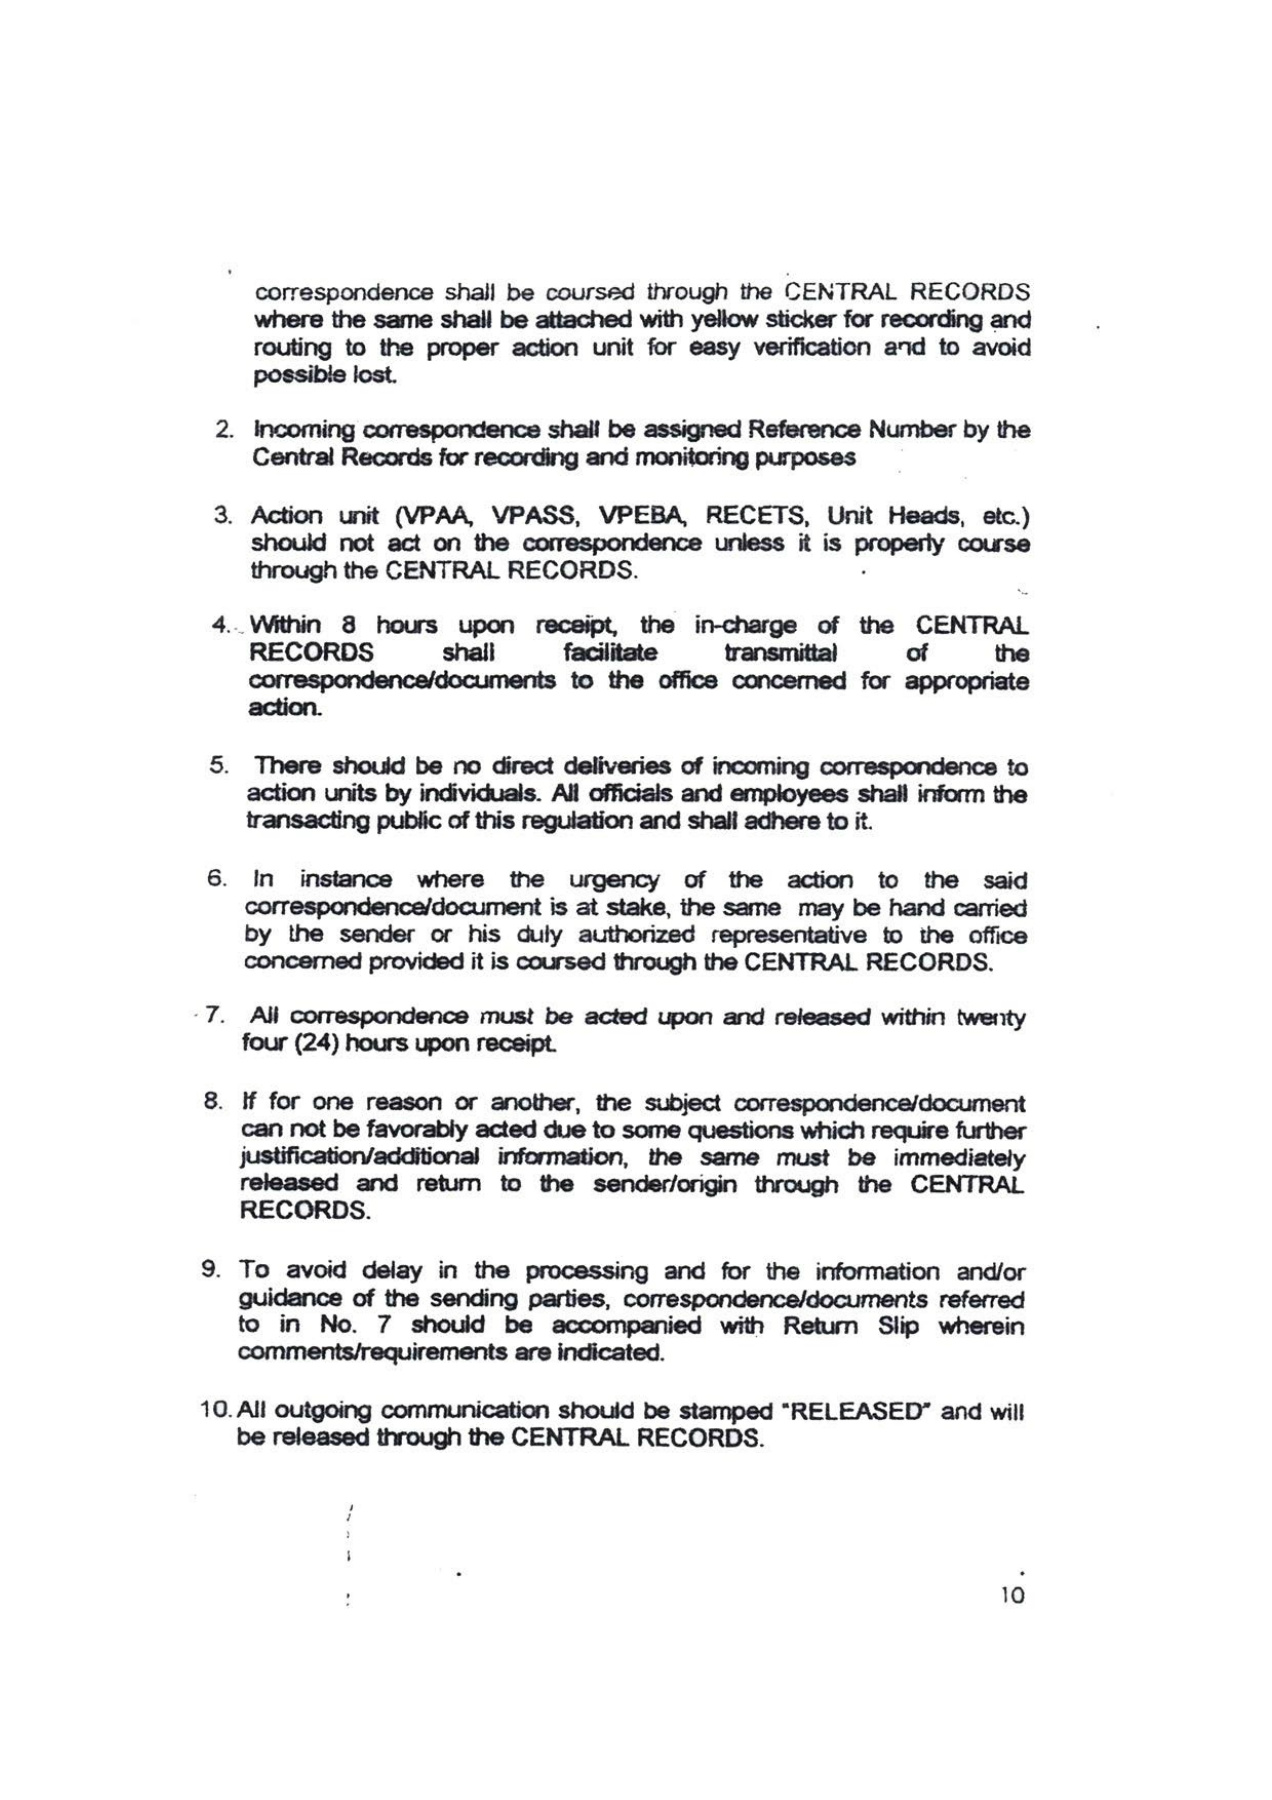 correspondence shall be coursed through the CENTRAL RECORDS
where the same shall be attached with yellow sticker for recording and
routing to the proper action unit for easy verification and to avoid
possible lost.
2. Incoming correspondence shall be assigned Reference Number by the
Central Records for recording and monitoring purposes
3. Action unit (VPAA, VPASS, VPEBA, RECETS, Unit Heads, etc.)
should not act on the correspondence unless it is properly course
through the CENTRAL RECORDS.
4. Within 8 hours upon receipt, the in-charge of the CENTRAL
RECORDS shall facilitate transmittal of the
correspondence/documents to the office concerned for appropriate
action.
5. There should be no direct deliveries of incoming correspondence to
action units by individuals. All officials and employees shall inform the
transacting public of this regulation and shall adhere to it.
6. In instance where the urgency of the action to the said
correspondence/document is at stake, the same may be hand carried
by the sender or his duly authorized representative to the office
concerned provided it is coursed through the CENTRAL RECORDS.
7. All correspondence must be acted upon and released within twenty
four (24) hours upon receipt.
8. If for one reason or another, the subject correspondence/document
can not be favorably acted due to some questions which require further
justification/additional information, the same must be immediately
released and return to the sender/origin through the CENTRAL
RECORDS.
9. To avoid delay in the processing and for the information and/or
guidance of the sending parties, correspondence/documents referred
to in No. 7 should be accompanied with Return Slip wherein
comments/requirements are indicated.
10. All outgoing communication should be stamped "RELEASED" and will
be released through the CENTRAL RECORDS.
10